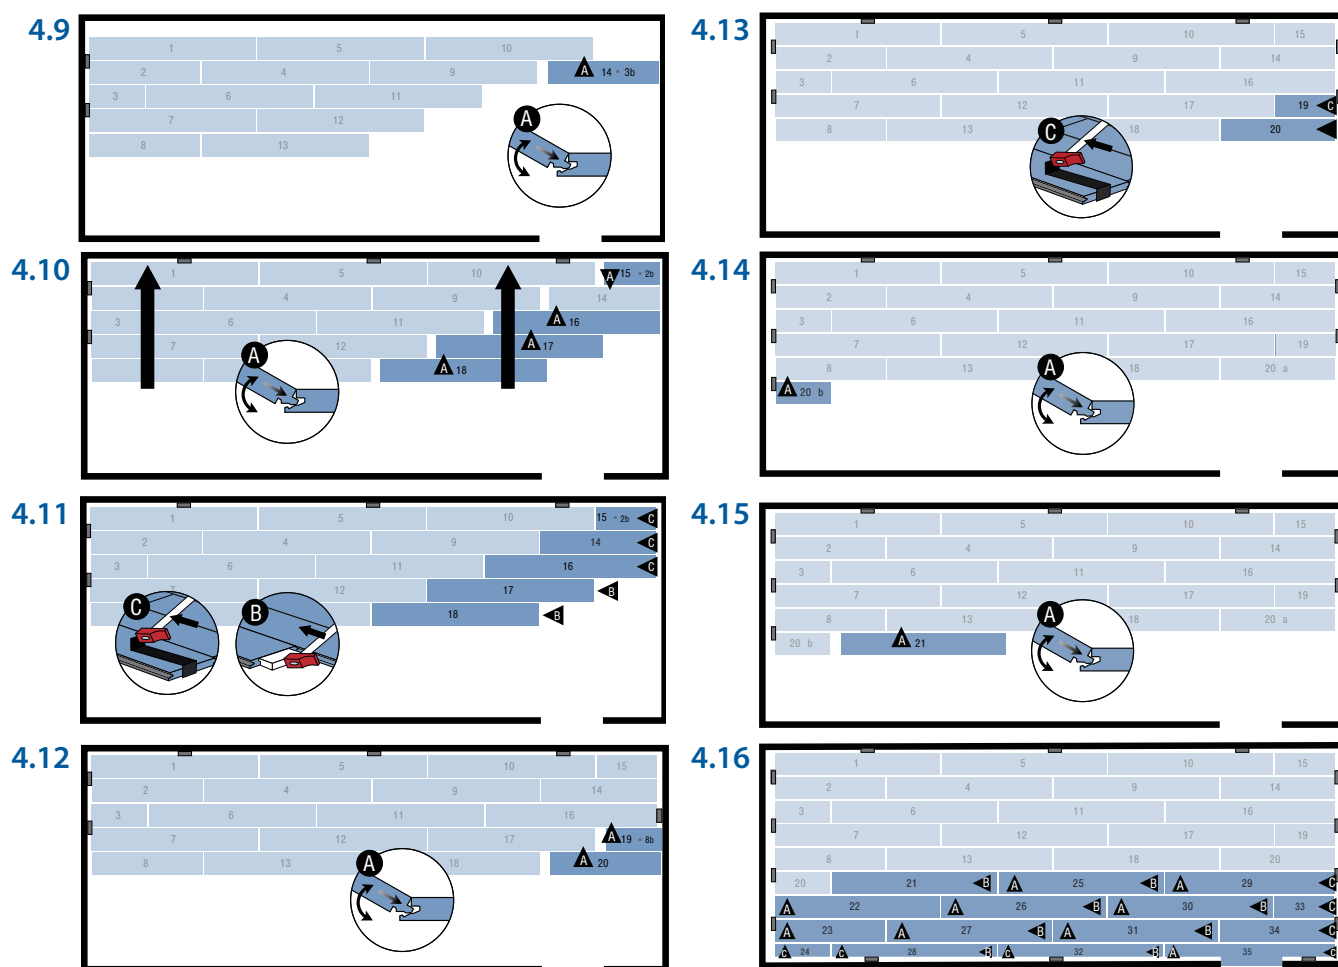 4.9
1 5 10
2 4 9 A 14 • 3b
3 6 11
7 12
8 13
A
4.10
1 5 10 A 15 • 2b
4 9 14
3 6 11 A 16
7 12 A 17
A 18
A
4.11
1 5 10 15 • 2b C
2 4 9 14 C
3 6 11 16 C
7 12 17 B
18 B
C B
4.12
1 5 10 15
2 4 9 14
3 6 11 16
7 12 17 A 19 • 8b
8 13 18 A 20
A
4.13
1 5 10 15
2 4 9 14
3 6 11 16
7 12 17 19 C
8 13 18 20
C
4.14
1 5 10 15
2 4 9 14
3 6 11 16
7 12 17 19
8 13 18 20 a
A 20 b
A
4.15
1 5 10 15
2 4 9 14
3 6 11 16
7 12 17 19
8 13 18 20 a
20 b A 21
A
4.16
1 5 10 15
2 4 9 14
3 6 11 16
7 12 17 19
8 13 18 20
20 21 B A 25 B A 29 C
A 22 A 26 B A 30 B 33 C
A 23 A 27 B A 31 B 34 C
C 24 C 28 B C 32 B A 35 C